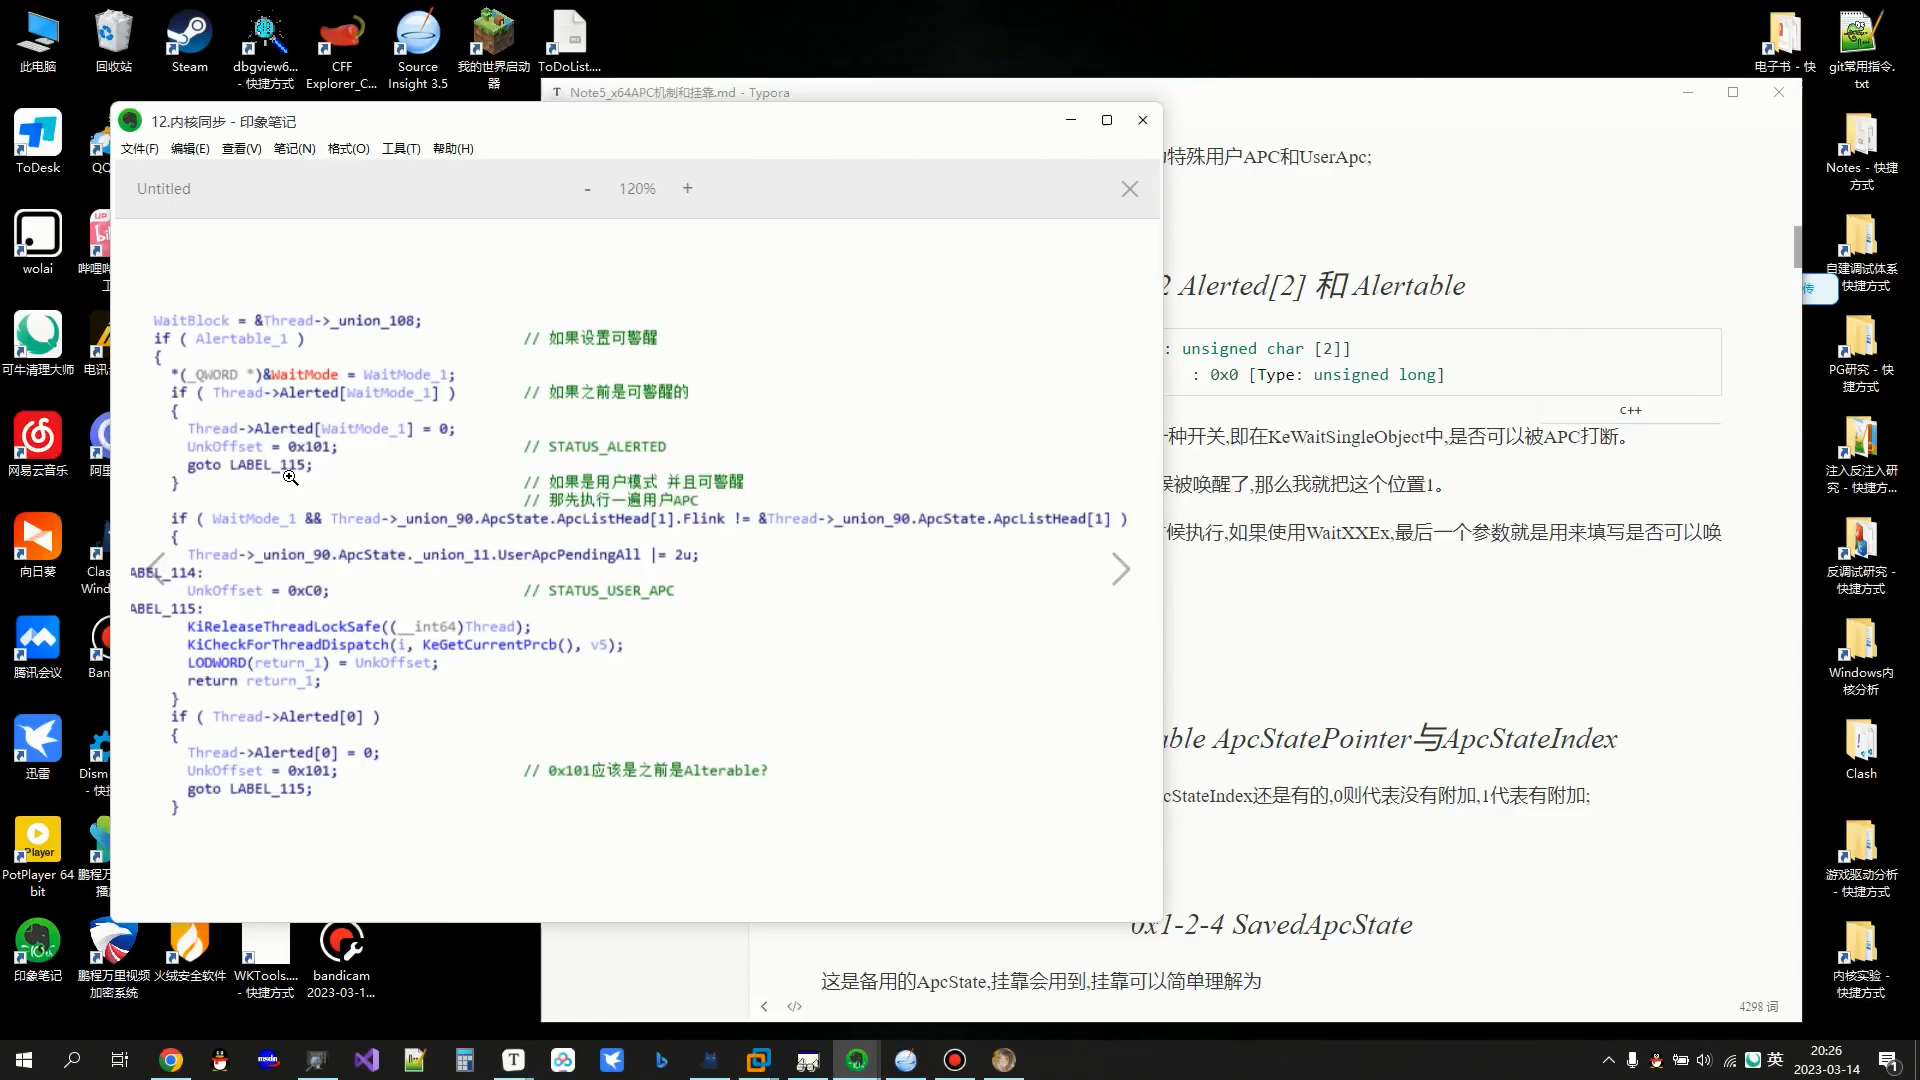 此电脑
回收站
Steam
dbgview6...
- 快捷方式
CFF
Explorer_C...
Source
Insight 3.5
我的世界启动
器
ToDoList....
电子书 - 快
git常用指令.
txt
T Note5_x64APC机制和挂靠.md - Typora
12.内核同步 - 印象笔记
文件(F) 编辑(E) 查看(V) 笔记(N) 格式(O) 工具(T) 帮助(H)
Untitled
- 120% +
WaitBlock = &Thread->_union_108;
if ( Alertable_1 ) // 如果设置可警醒
{
*(_QWORD *)&WaitMode = WaitMode_1;
if ( Thread->Alerted[WaitMode_1] ) // 如果之前是可警醒的
{
Thread->Alerted[WaitMode_1] = 0;
UnkOffset = 0x101; // STATUS_ALERTED
goto LABEL_115;
} // 如果是用户模式 并且可警醒
// 那先执行一遍用户APC
if ( WaitMode_1 && Thread->_union_90.ApcState.ApcListHead[1].Flink != &Thread->_union_90.ApcState.ApcListHead[1] )
{
Thread->_union_90.ApcState._union_11.UserApcPendingAll |= 2u;
ABEL_114:
UnkOffset = 0xC0; // STATUS_USER_APC
ABEL_115:
KiReleaseThreadLockSafe((__int64)Thread);
KiCheckForThreadDispatch(i, KeGetCurrentPrcb(), v5);
LODWORD(return_1) = UnkOffset;
return return_1;
}
if ( Thread->Alerted[0] )
{
Thread->Alerted[0] = 0;
UnkOffset = 0x101; // 0x101应该是之前是Alterable?
goto LABEL_115;
}
特殊用户APC和UserApc;
2 Alerted[2] 和 Alertable
: unsigned char [2]]
: 0x0 [Type: unsigned long]
c++
一种开关,即在KeWaitSingleObject中,是否可以被APC打断。
候被唤醒了,那么我就把这个位置1。
候执行,如果使用WaitXXEx,最后一个参数就是用来填写是否可以唤
able ApcStatePointer与ApcStateIndex
cStateIndex还是有的,0则代表没有附加,1代表有附加;
0x1-2-4 SavedApcState
这是备用的ApcState,挂靠会用到,挂靠可以简单理解为
4298 词
ToDesk
QQ
wolai
UP
哔哩哔
工
可牛清理大师
电讯
网易云音乐
阿里
向日葵
Clas
Wind
腾讯会议
Ban
迅雷
Dism
- 快
Player
PotPlayer 64
bit
鹏程万
播
印象笔记
鹏程万里视频
加密系统
火绒安全软件
WKTools....
- 快捷方式
bandicam
2023-03-1...
Notes - 快捷
方式
自建调试体系
- 快捷方式
传
PG研究 - 快
捷方式
注入反注入研
究 - 快捷方...
反调试研究 -
快捷方式
Windows内
核分析
Clash
游戏驱动分析
- 快捷方式
内核实验 -
快捷方式
英
20:26
2023-03-14
1